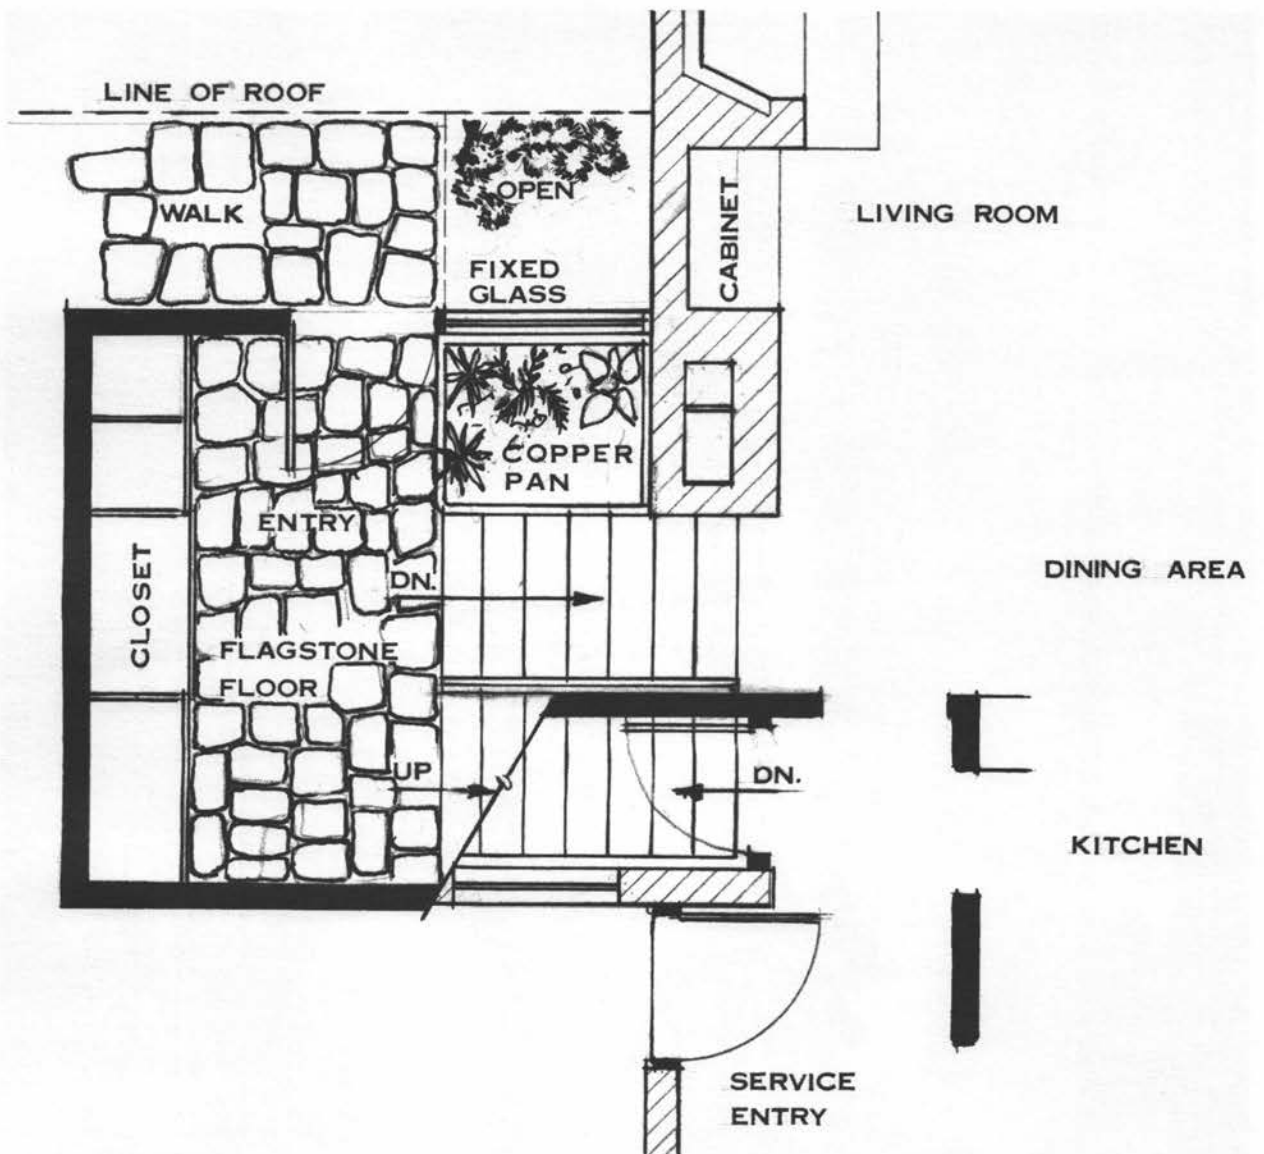 LINE OF ROOF
OPEN
WALK
CABINET
LIVING ROOM
FIXED
GLASS
COPPER
PAN
ENTRY
CLOSET
DN.
DINING AREA
FLAGSTONE
FLOOR
UP
DN.
KITCHEN
SERVICE
ENTRY